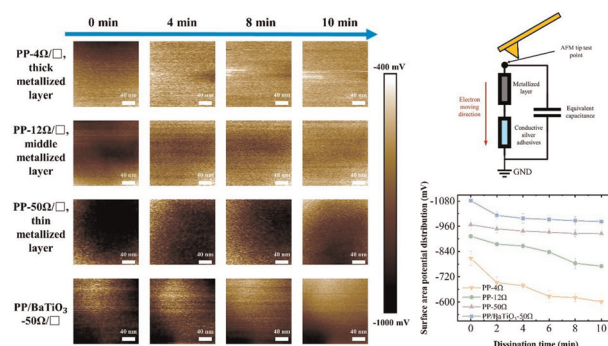 0 min 4 min 8 min 10 min
PP-4Ω/□,
thick
metallized
layer
40 nm 40 nm 40 nm 40 nm
PP-12Ω/□,
middle
metallized
layer
40 nm 40 nm 40 nm 40 nm
PP-50Ω/□,
thin
metallized
layer
40 nm 40 nm 40 nm 40 nm
PP/BaTiO3
-50Ω/□
40 nm 40 nm 40 nm 40 nm
-400 mV
-1000 mV
AFM tip test
point
Metallized
layer
Electron
moving
direction
Equivalent
capacitance
Conductive
silver
adhesives
GND
Surface area potential distribution (mV)
-1080
-960
-840
-720
-600
PP-4Ω
PP-12Ω
PP-50Ω
PP/BaTiO3-50Ω
0 2 4 6 8 10
Dissipation time (min)